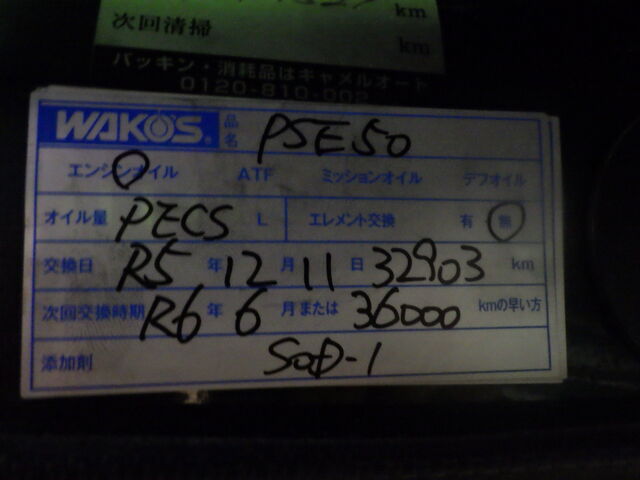 km
次回清掃 km
パッキン・消耗品はキャメルオート
0120-810-002
WAKO'S 品名 PSE50
エンジンオイル ATF ミッションオイル デフオイル
オイル量 PECS L エレメント交換 有 無
交換日 R5 年 12 月 11 日 32903 km
次回交換時期 R6 年 6 月または 36000 kmの早い方
添加剤 SOD-1